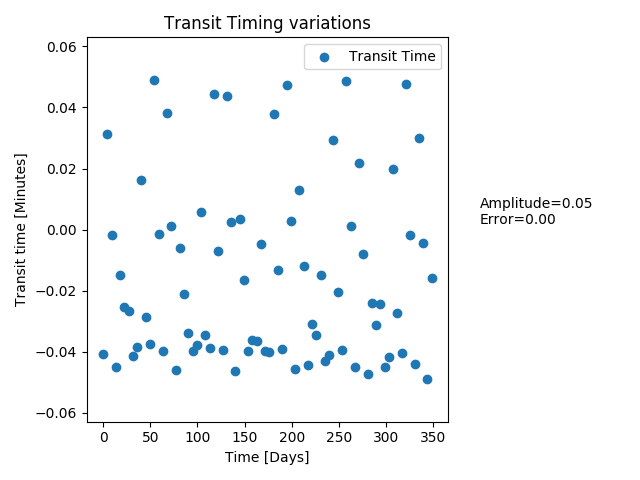 Transit Timing variations
Transit Time
0.06
0.04
0.02
0.00
−0.02
−0.04
−0.06
Transit time [Minutes]
0 50 100 150 200 250 300 350
Time [Days]
Amplitude=0.05
Error=0.00